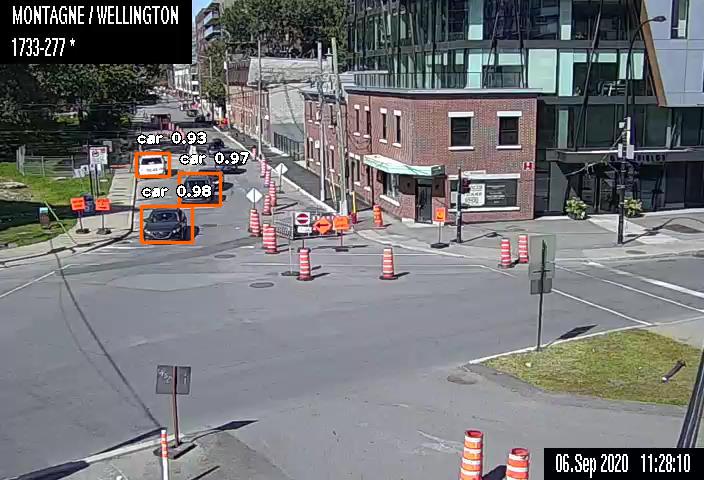 MONTAGNE / WELLINGTON
1733-277 *
car 0.93
car 0.97
car 0.98
06.Sep 2020 11:28:10